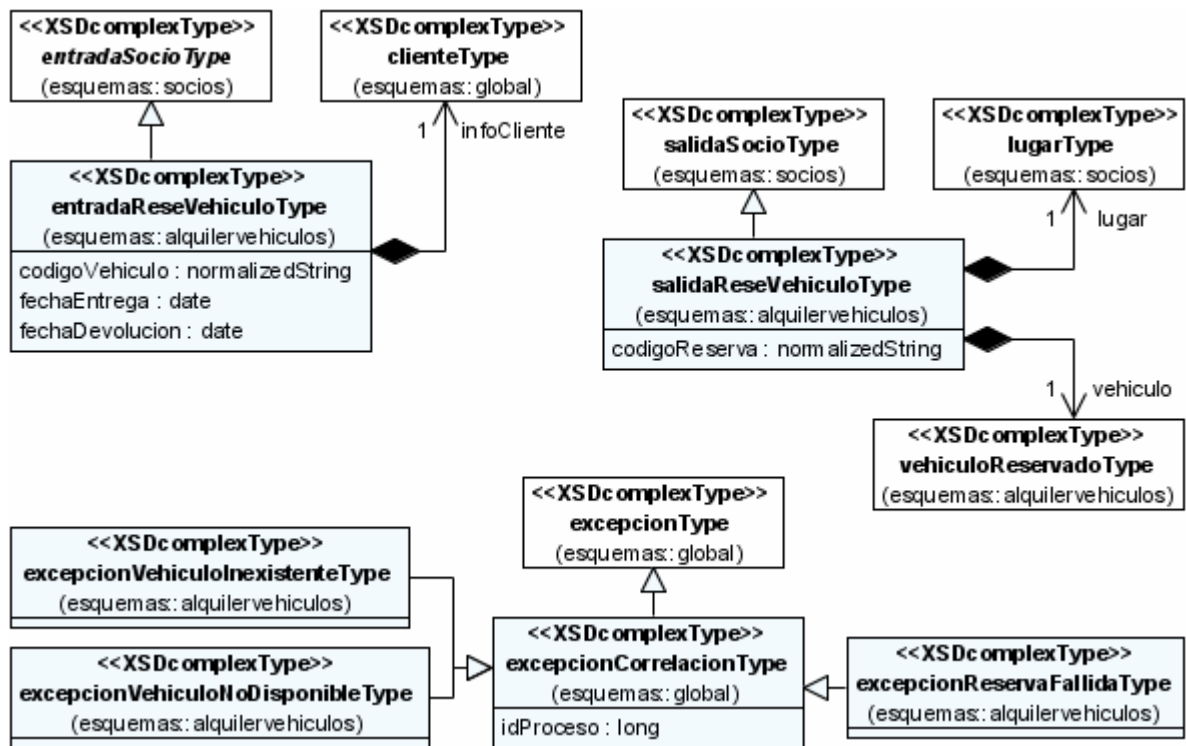 <<XSDcomplexType>>
entradaSocioType
(esquemas::socios)
<<XSDcomplexType>>
clienteType
(esquemas::global)
1 infoCliente
<<XSDcomplexType>>
entradaReseVehiculoType
(esquemas::alquilervehiculos)
codigoVehiculo : normalizedString
fechaEntrega : date
fechaDevolucion : date
<<XSDcomplexType>>
salidaSocioType
(esquemas::socios)
<<XSDcomplexType>>
lugarType
(esquemas::socios)
1 lugar
<<XSDcomplexType>>
salidaReseVehiculoType
(esquemas::alquilervehiculos)
codigoReserva : normalizedString
1 vehiculo
<<XSDcomplexType>>
vehiculoReservadoType
(esquemas::alquilervehiculos)
<<XSDcomplexType>>
excepcionType
(esquemas::global)
<<XSDcomplexType>>
excepcionVehiculoInexistenteType
(esquemas::alquilervehiculos)
<<XSDcomplexType>>
excepcionVehiculoNoDisponibleType
(esquemas::alquilervehiculos)
<<XSDcomplexType>>
excepcionCorrelacionType
(esquemas::global)
idProceso : long
<<XSDcomplexType>>
excepcionReservaFallidaType
(esquemas::alquilervehiculos)